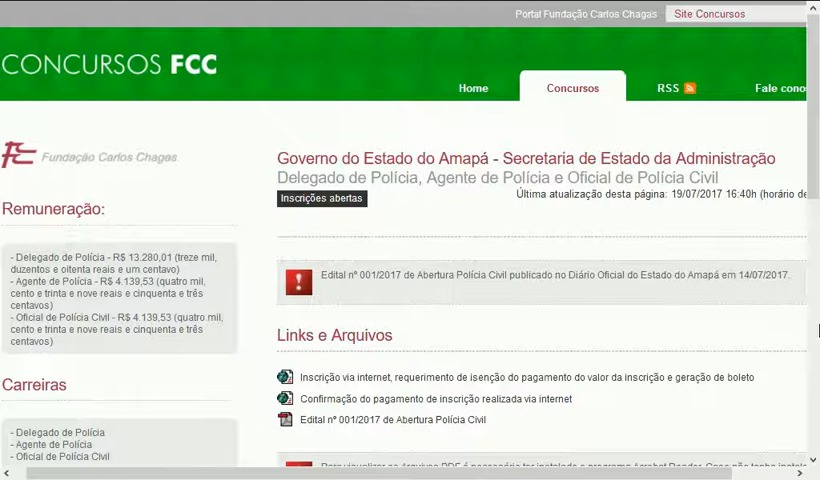 Portal Fundação Carlos Chagas
Site Concursos
CONCURSOS FCC
Home
Concursos
RSS
Fale cono
Fundação Carlos Chagas
Remuneração:
- Delegado de Polícia - R$ 13.280,01 (treze mil,
duzentos e oitenta reais e um centavo)
- Agente de Polícia - R$ 4.139,53 (quatro mil,
cento e trinta e nove reais e cinquenta e três
centavos)
- Oficial de Polícia Civil - R$ 4.139,53 (quatro mil,
cento e trinta e nove reais e cinquenta e três
centavos)
Carreiras
- Delegado de Polícia
- Agente de Polícia
- Oficial de Polícia Civil
Governo do Estado do Amapá - Secretaria de Estado da Administração
Delegado de Polícia, Agente de Polícia e Oficial de Polícia Civil
Inscrições abertas
Última atualização desta página: 19/07/2017 16:40h (horário de
Edital nº 001/2017 de Abertura Polícia Civil publicado no Diário Oficial do Estado do Amapá em 14/07/2017.
Links e Arquivos
Inscrição via internet, requerimento de isenção do pagamento do valor da inscrição e geração de boleto
Confirmação do pagamento de inscrição realizada via internet
Edital nº 001/2017 de Abertura Polícia Civil